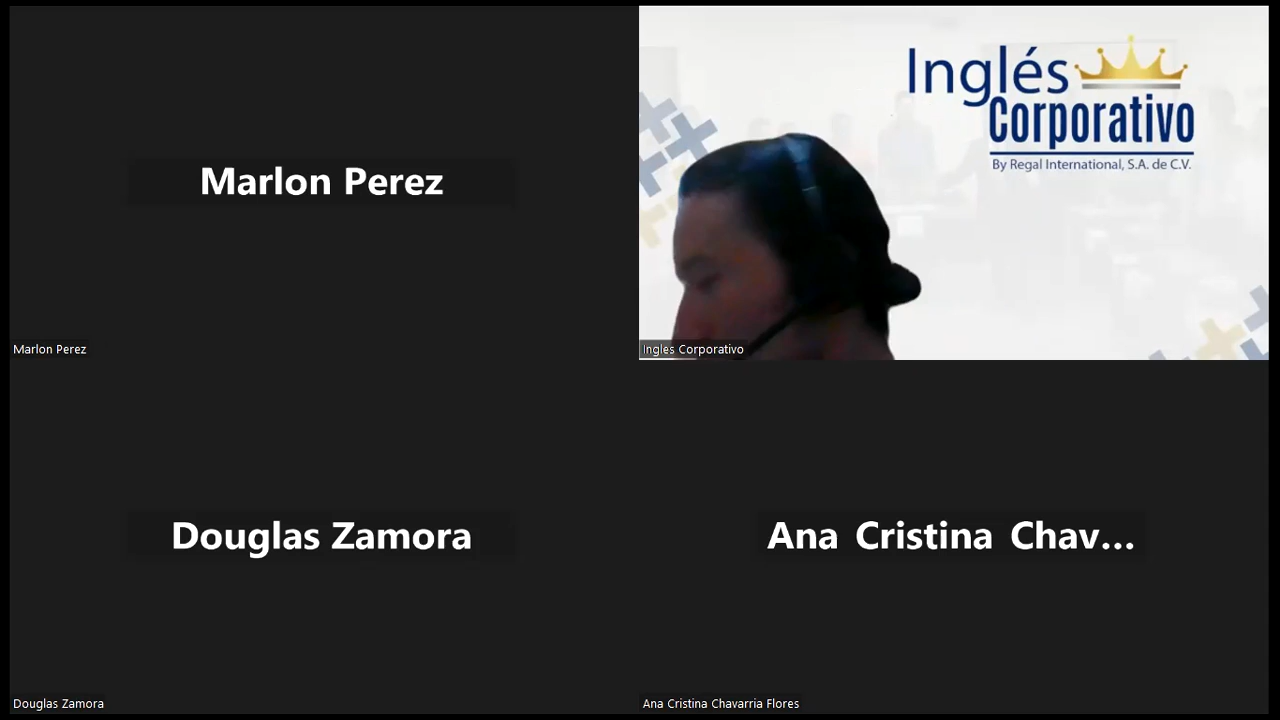 Marlon Perez
Marlon Perez
Inglés
Corporativo
By Regal International, S.A. de C.V.
Ingles Corporativo
Douglas Zamora
Douglas Zamora
Ana Cristina Chav...
Ana Cristina Chavarria Flores